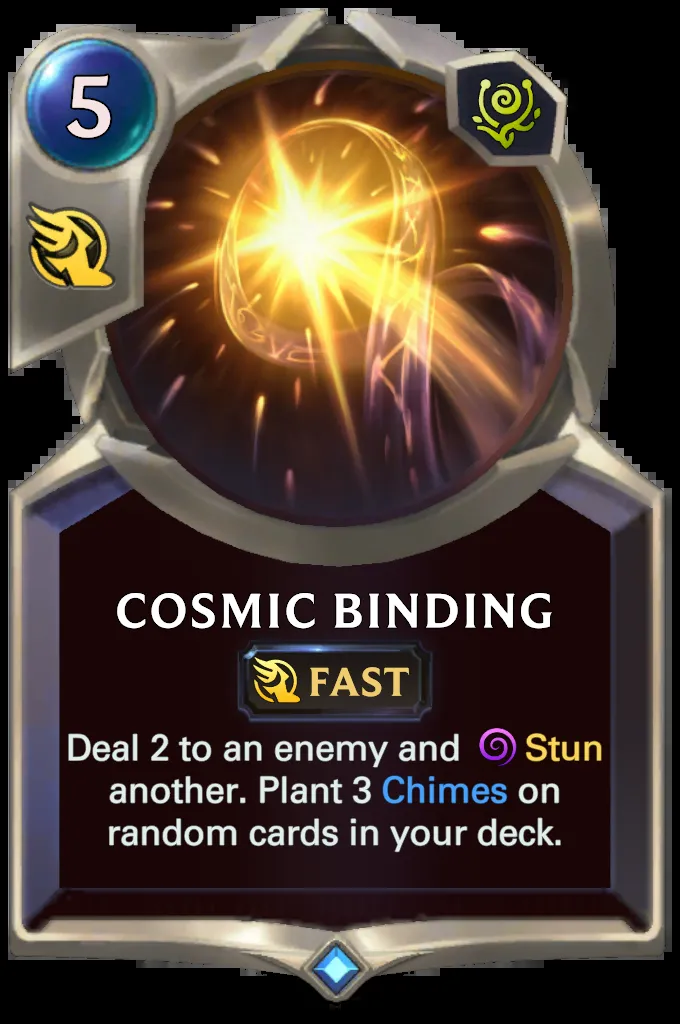 5
COSMIC BINDING
FAST
Deal 2 to an enemy and Stun
another. Plant 3 Chimes on
random cards in your deck.